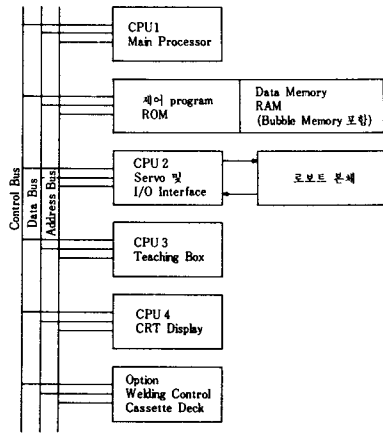 CPU1
Main Processor
제어 program
ROM
Data Memory
RAM
(Bubble Memory 포함)
CPU 2
Servo 및
I/O Interface
로보트 본체
CPU 3
Teaching Box
CPU 4
CRT Display
Option
Welding Control
Cassette Deck
Control Bus
Data Bus
Address Bus